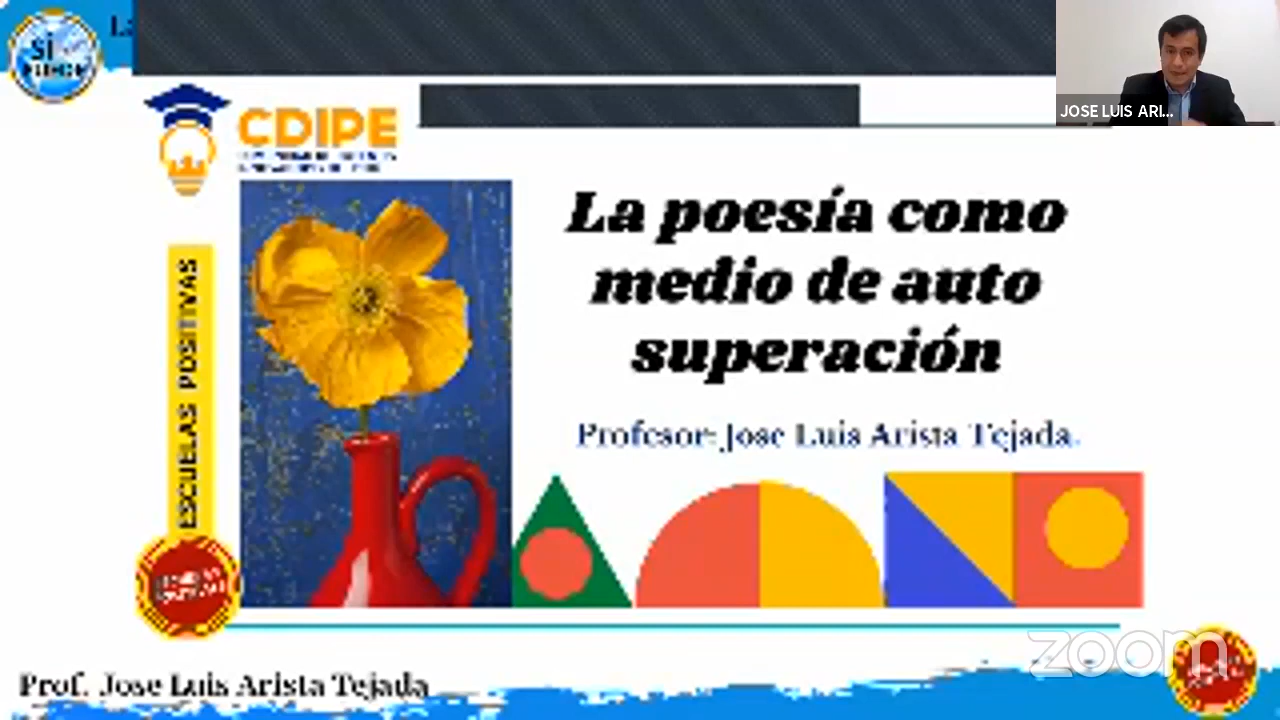 JOSE LUIS ARI...
SÍ
CDIPE
La poesía como
medio de auto
superación
Profesor: Jose Luis Arista Tejada.
ESCUELAS POSITIVAS
Prof. Jose Luis Arista Tejada
zoom